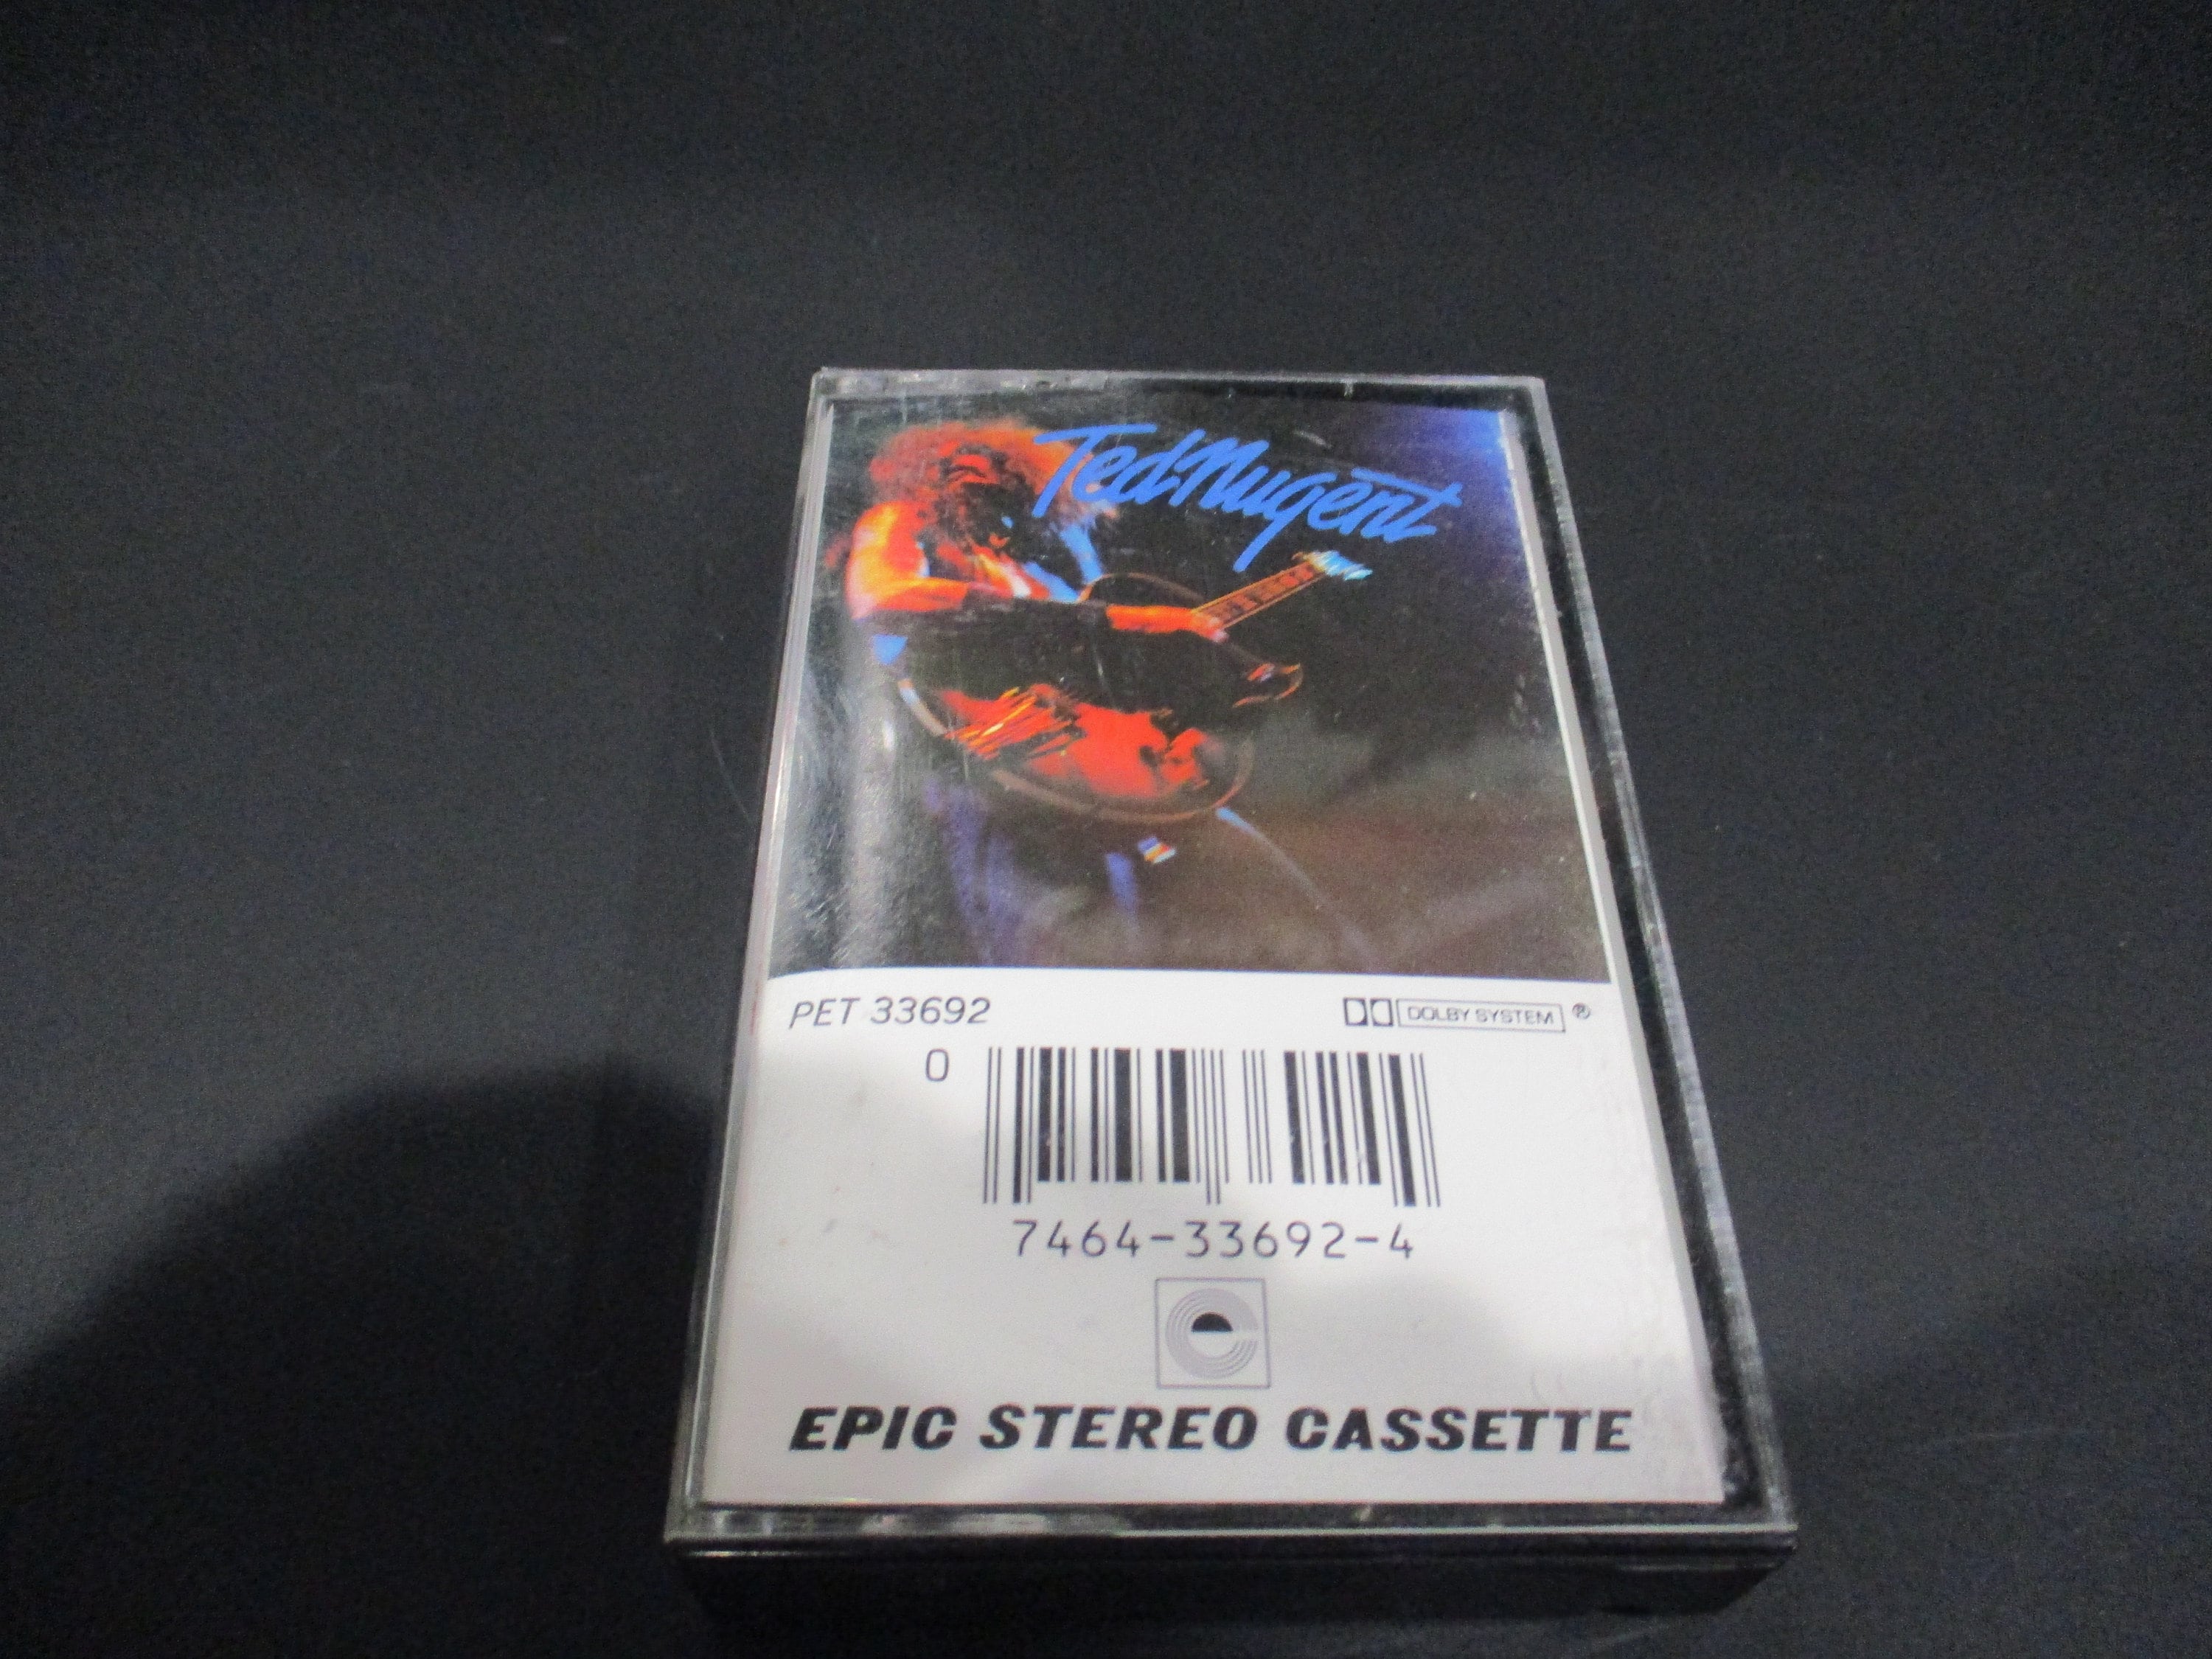 Ted Nugent
PET 33692
DOLBY SYSTEM ®
0
7464-33692-4
e
EPIC STEREO CASSETTE